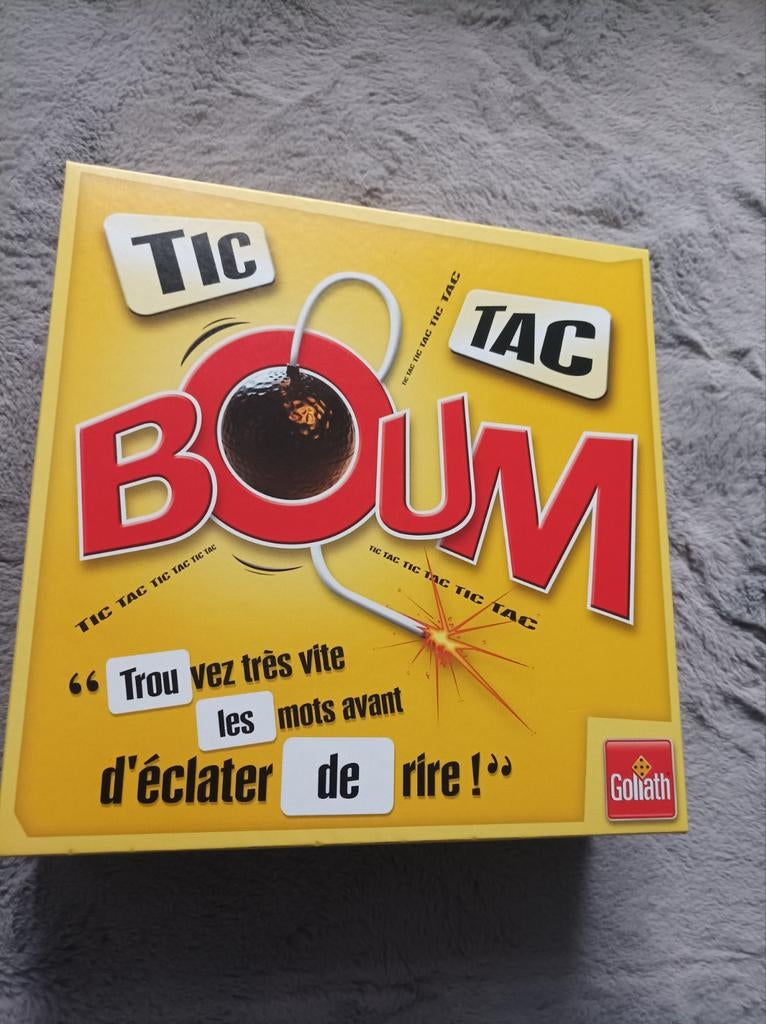 TIC
TAC
TIC TAC TIC TAC TIC TAC
BOUM
TIC TAC TIC TAC TIC TAC
TIC TAC TIC TAC TIC TAC
“ Trouvez très vite
les mots avant
d'éclater de rire ! ”
Goliath